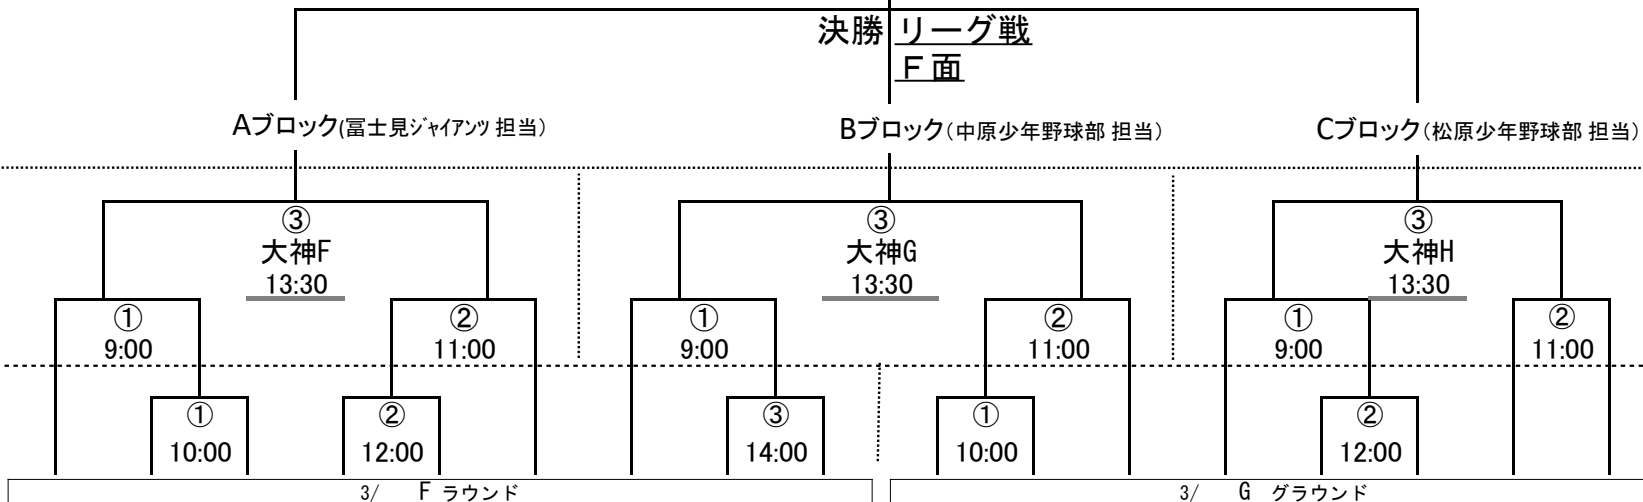 決勝 リーグ戦
F面
Aブロック(冨士見ジャイアンツ 担当)
Bブロック(中原少年野球部 担当)
Cブロック(松原少年野球部 担当)
③
大神F
13:30
③
大神G
13:30
③
大神H
13:30
①
9:00
②
11:00
①
9:00
②
11:00
①
9:00
②
11:00
①
10:00
②
12:00
③
14:00
①
10:00
②
12:00
3/ F ラウンド
3/ G グラウンド